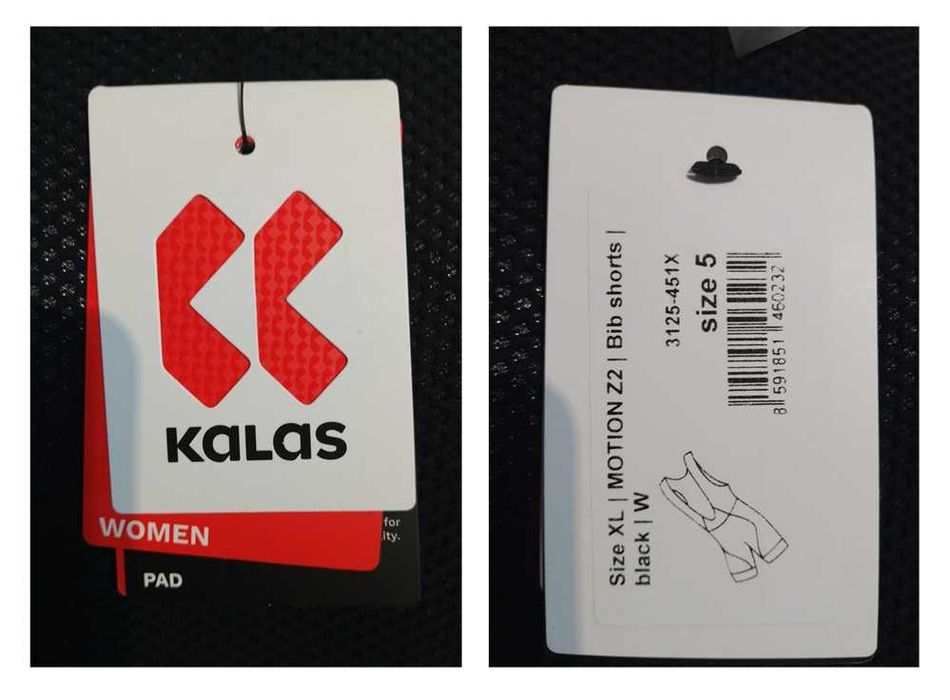 KALAS
WOMEN
for
ity.
PAD
Size XL | MOTION Z2 | Bib shorts |
black | W
3125-451X
size 5
8 591851 460232